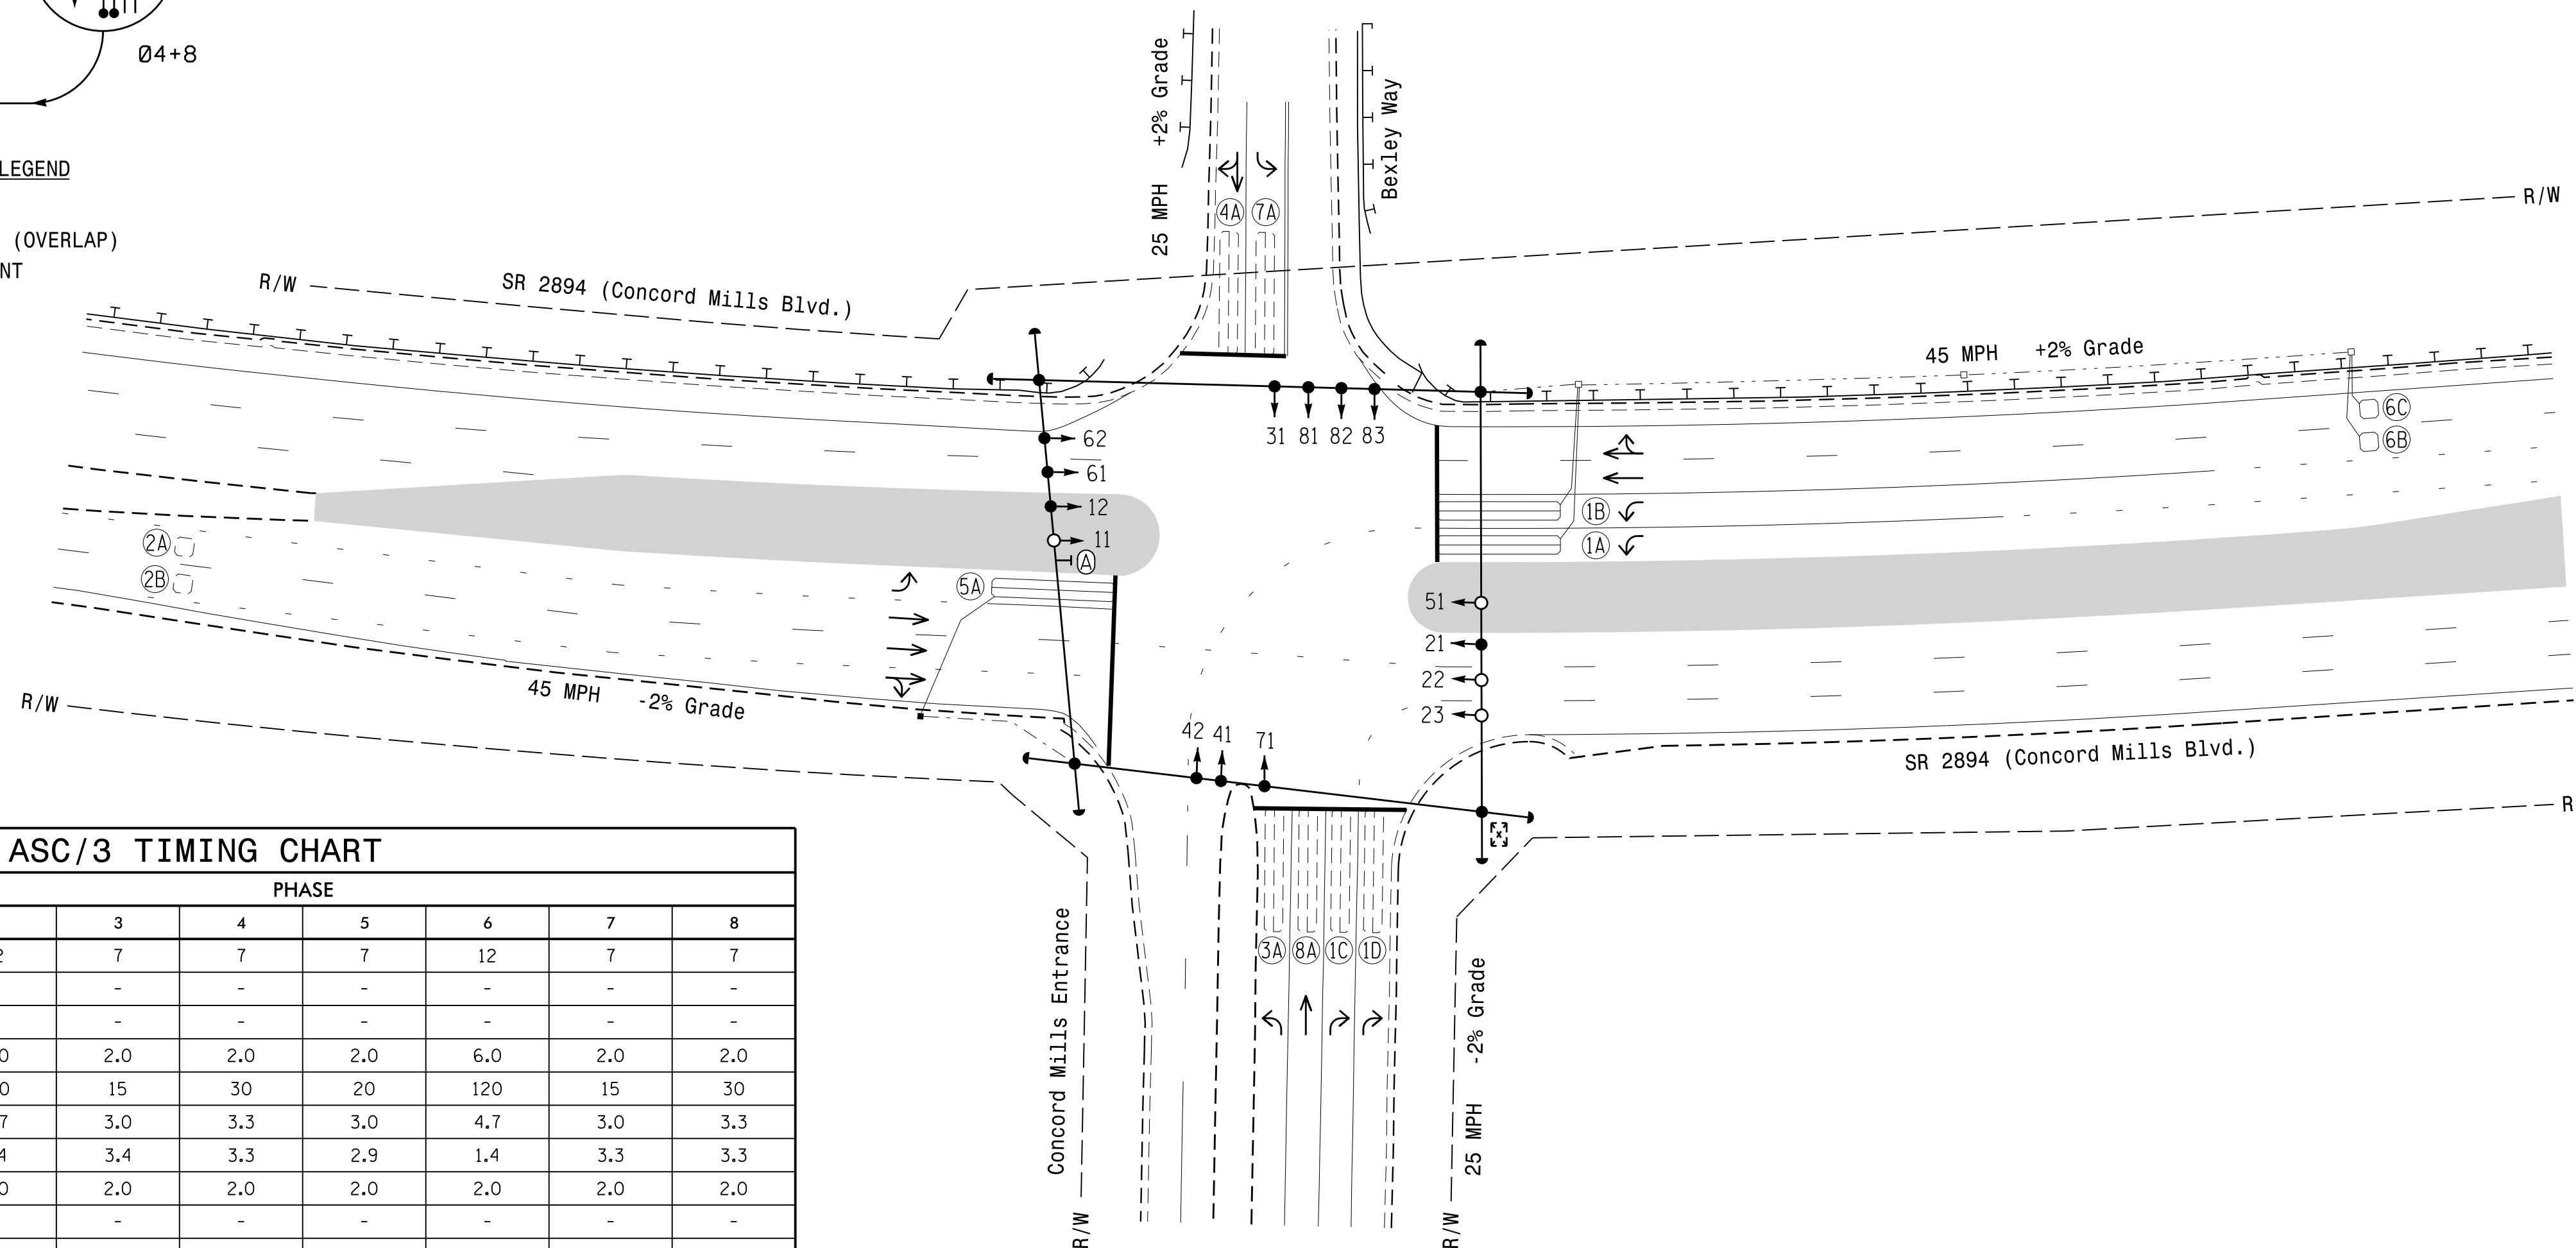 Ø4+8
LEGEND
(OVERLAP)
NT
+2% Grade
25 MPH
Bexley Way
4A
7A
R/W
R/W
SR 2894 (Concord Mills Blvd.)
45 MPH +2% Grade
62
61
12
11
A
31 81 82 83
6C
6B
1B
1A
2A
2B
5A
51
21
22
23
45 MPH -2% Grade
R/W
42 41 71
SR 2894 (Concord Mills Blvd.)
R
x
3A 8A 1C 1D
Concord Mills Entrance
R/W
-2% Grade
25 MPH
R/W
ASC/3 TIMING CHART
PHASE
3 4 5 6 7 8
2 7 7 7 12 7 7
- - - - - -
- - - - - -
0 2.0 2.0 2.0 6.0 2.0 2.0
0 15 30 20 120 15 30
7 3.0 3.3 3.0 4.7 3.0 3.3
4 3.4 3.3 2.9 1.4 3.3 3.3
0 2.0 2.0 2.0 2.0 2.0 2.0
- - - - - -